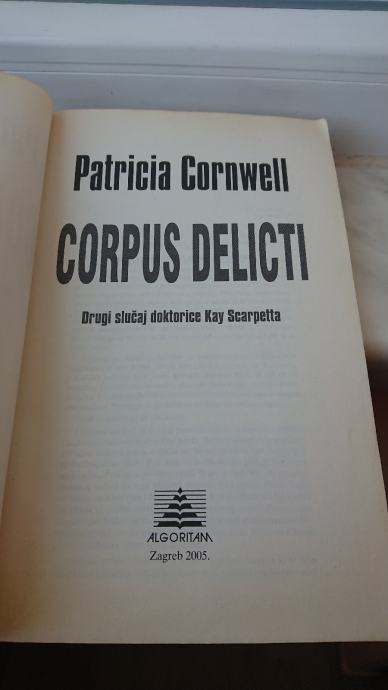 Patricia Cornwell
CORPUS DELICTI
Drugi slučaj doktorice Kay Scarpetta
ALGORITAM
Zagreb 2005.